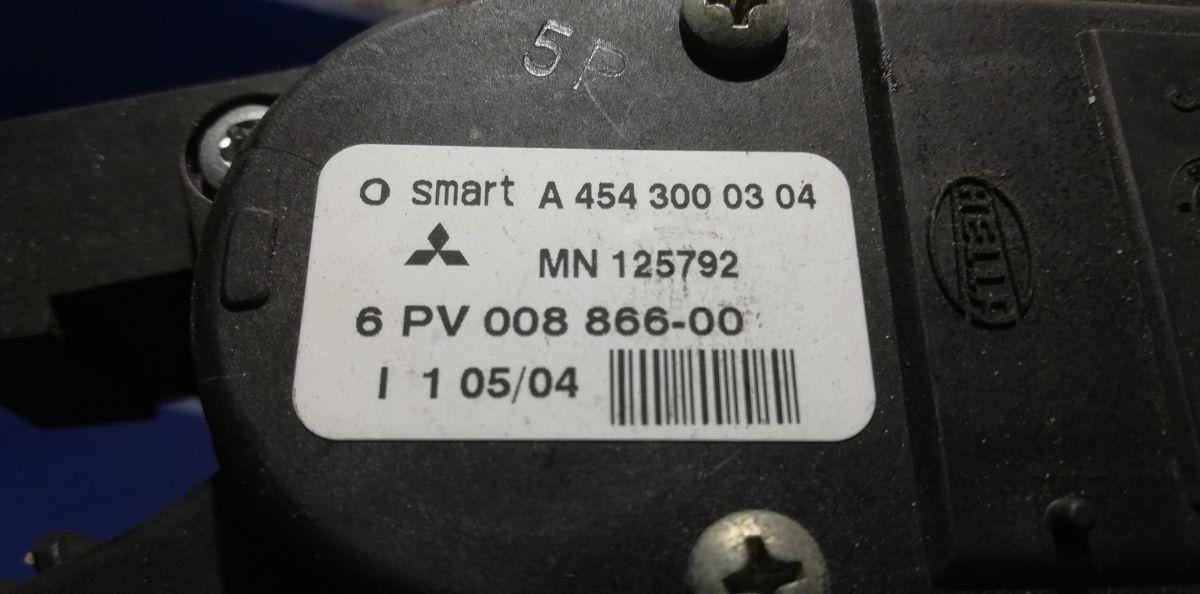 5P
smart A 454 300 03 04
MN 125792
6 PV 008 866-00
I 1 05/04
HELLA